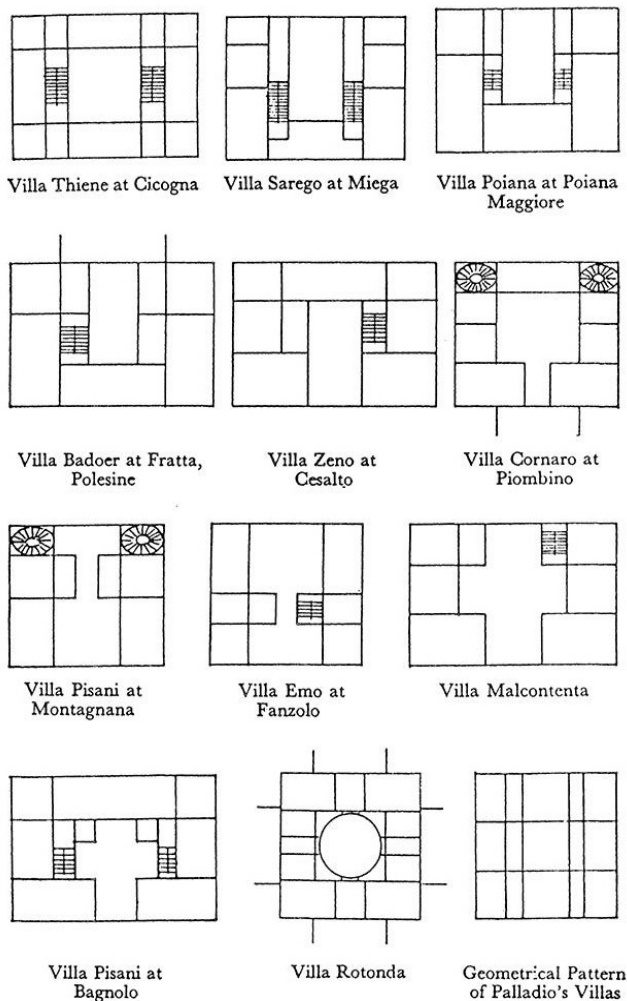 Villa Thiene at Cicogna
Villa Sarego at Miega
Villa Poiana at Poiana
Maggiore
Villa Badoer at Fratta,
Polesine
Villa Zeno at
Cesalto
Villa Cornaro at
Piombino
Villa Pisani at
Montagnana
Villa Emo at
Fanzolo
Villa Malcontenta
Villa Pisani at
Bagnolo
Villa Rotonda
Geometrical Pattern
of Palladio's Villas